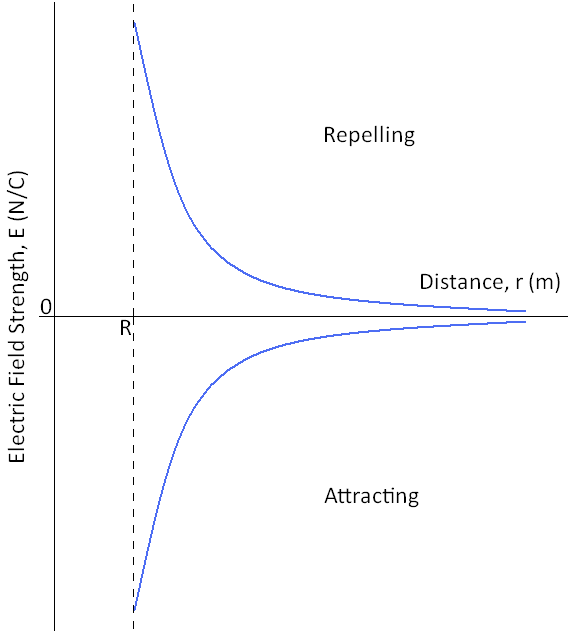 Repelling
Electric Field Strength, E (N/C)
Distance, r (m)
0
R
Attracting